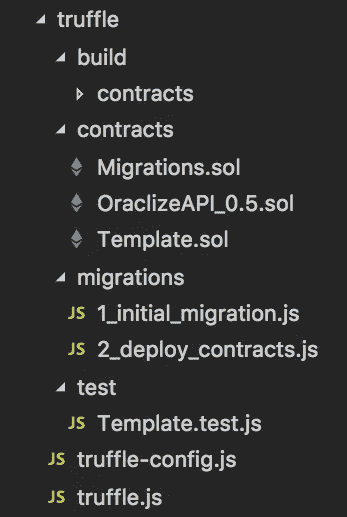 truffle
build
contracts
contracts
Migrations.sol
OraclizeAPI_0.5.sol
Template.sol
migrations
JS 1_initial_migration.js
JS 2_deploy_contracts.js
test
JS Template.test.js
JS truffle-config.js
JS truffle.js